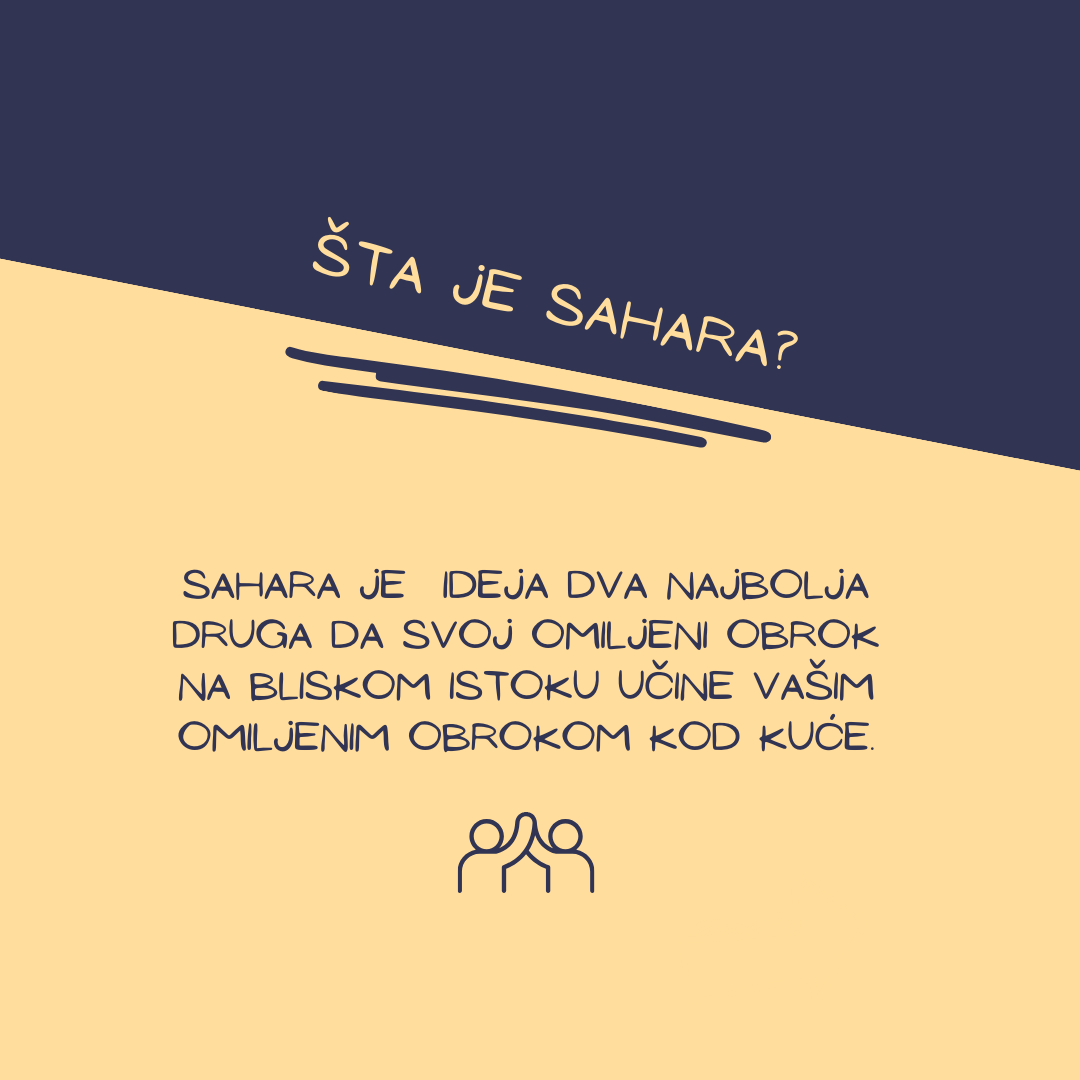 ŠTA JE SAHARA?
SAHARA JE IDEJA DVA NAJBOLJA
DRUGA DA SVOJ OMILJENI OBROK
NA BLISKOM ISTOKU UČINE VAŠIM
OMILJENIM OBROKOM KOD KUĆE.